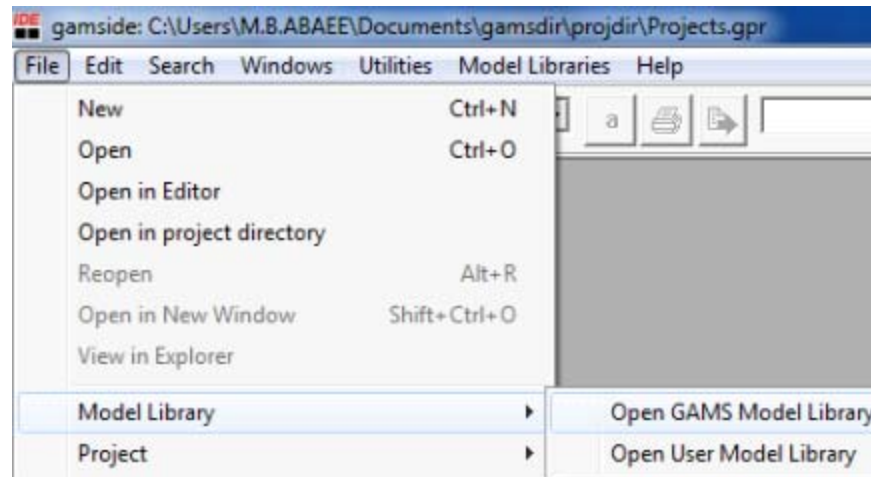 IDE gamside: C:\Users\M.B.ABAEE\Documents\gamsdir\projdir\Projects.gpr
File Edit Search Windows Utilities Model Libraries Help
New Ctrl+N
a
Open Ctrl+O
Open in Editor
Open in project directory
Reopen Alt+R
Open in New Window Shift+Ctrl+O
View in Explorer
Model Library Open GAMS Model Library
Project Open User Model Library